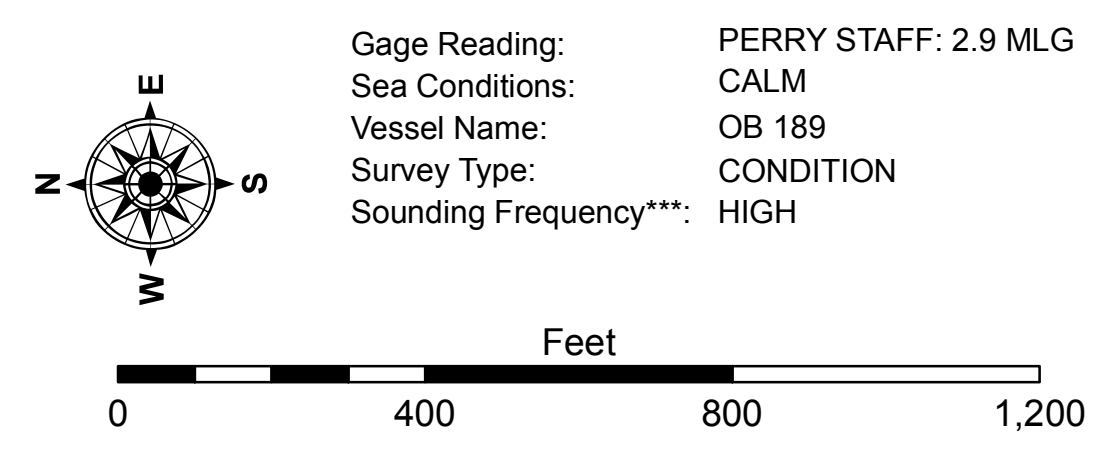 Gage Reading: PERRY STAFF: 2.9 MLG
Sea Conditions: CALM
Vessel Name: OB 189
Survey Type: CONDITION
Sounding Frequency***: HIGH
E
N S
W
Feet
0 400 800 1,200